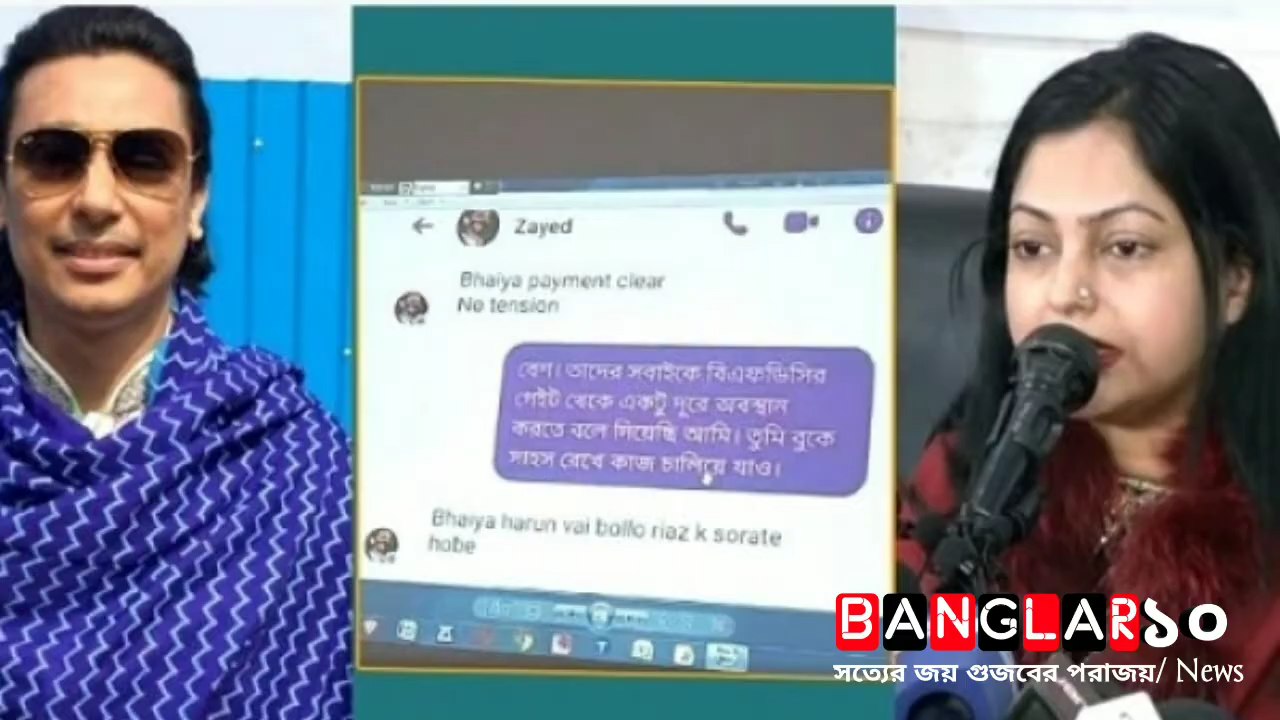 Zayed
Bhaiya payment clear
No tension
বেশ। তাদের সবাইকে বিএফডিসির
গেইট থেকে একটু দূরে অবস্থান
করতে বলে দিয়েছি আমি। তুমি বুকে
সাহস রেখে কাজ চালিয়ে যাও।
Bhaiya harun vai bollo riaz k sorate
hobe
BANGLAR১০
সত্যের জয় গুজবের পরাজয়/ News